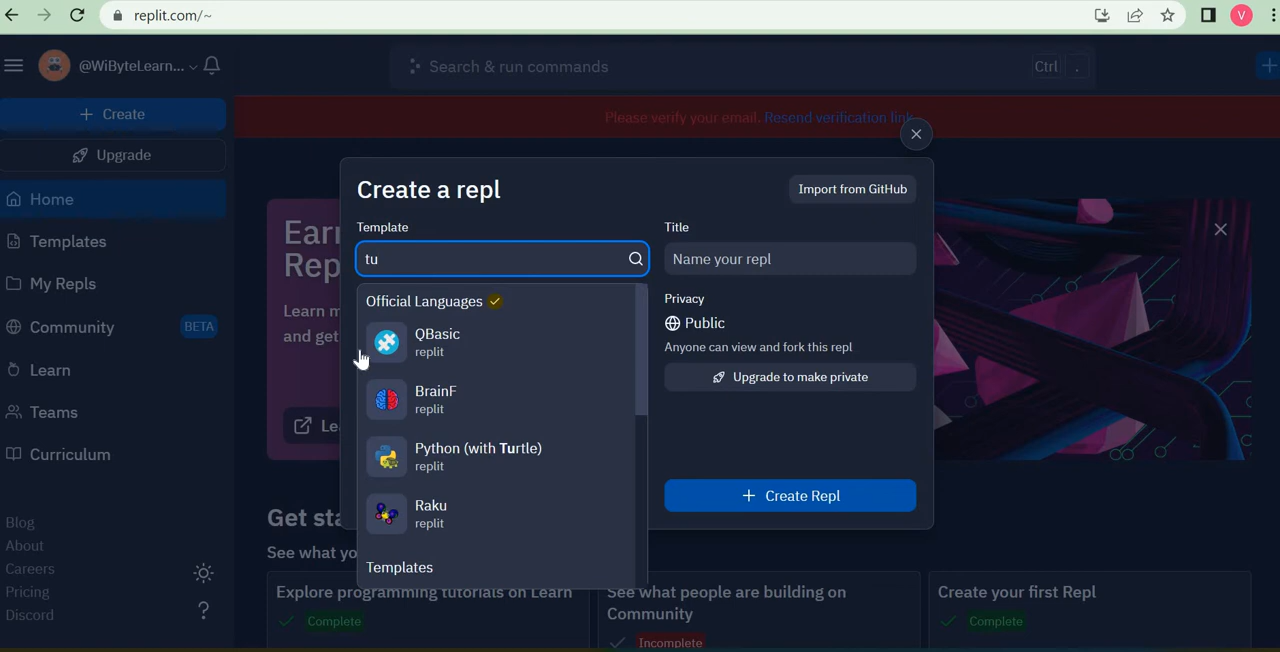 replit.com/~
V
@WiByteLearn...
Search & run commands
Ctrl .
+ Create
Please verify your email. Resend verification link
Upgrade
Home
Templates
My Repls
Community BETA
Learn
Teams
Curriculum
Blog
About
Careers
Pricing
Discord
?
Ear
Rep
Learn m
and get
Le
Create a repl
Import from GitHub
Template
tu
Official Languages
QBasic
replit
BrainF
replit
Python (with Turtle)
replit
Raku
replit
Templates
Title
Name your repl
Privacy
Public
Anyone can view and fork this repl
Upgrade to make private
+ Create Repl
Get sta
See what yo
Explore programming tutorials on Learn
Complete
See what people are building on
Community
Incomplete
Create your first Repl
Complete